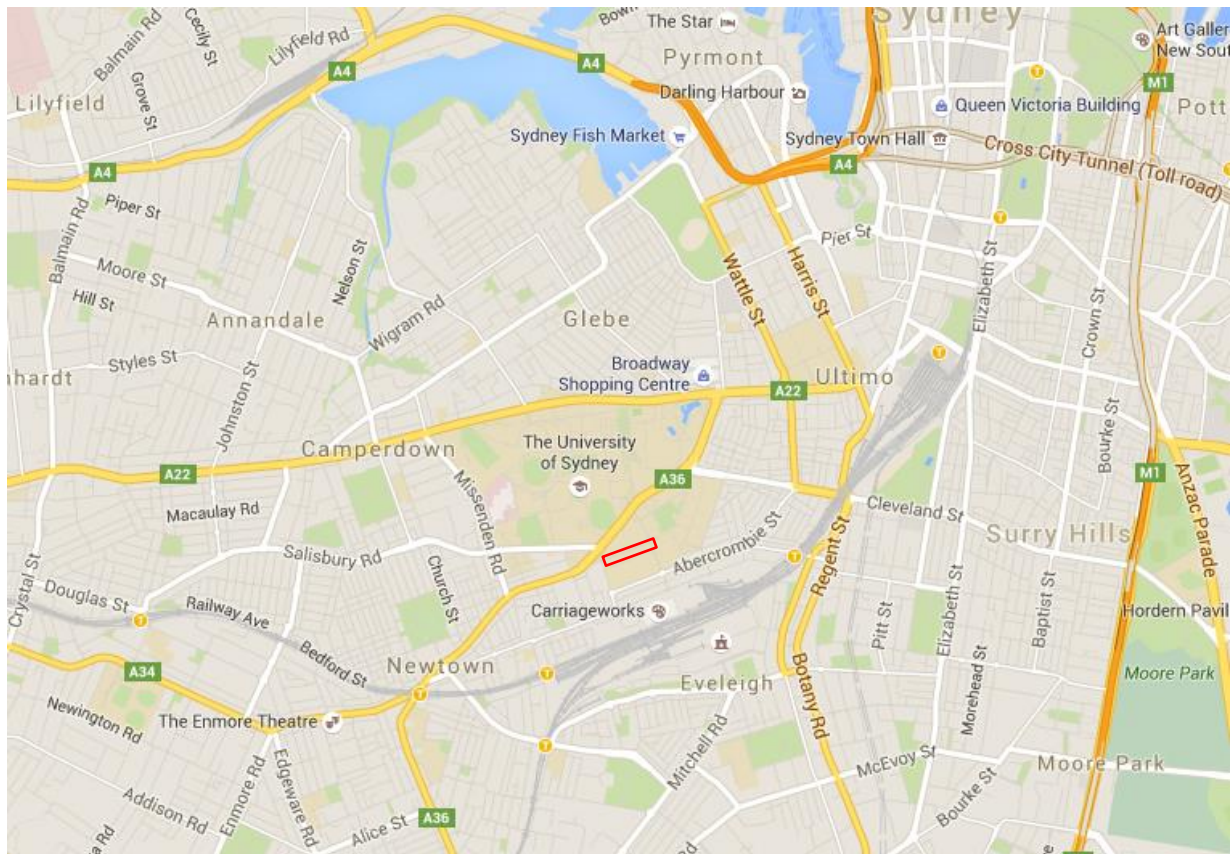 Sydney
Bown
The Star
Pyrmont
Art Galler
New Sout
M1
Balmain Rd
Cecily St
Lilyfield Rd
A4
A4
Lilyfield
Grove St
Darling Harbour
Queen Victoria Building
Pott
Sydney Fish Market
Sydney Town Hall
Cross City Tunnel (Toll road)
A4
A4
Piper St
Balmain Rd
Moore St
Hill St
Nelson St
Pier St
Wattle St
Harris St
Elizabeth St
Crown St
Annandale
Wigram Rd
Glebe
Styles St
nhardt
Johnston St
Broadway
Shopping Centre
A22
Ultimo
Camperdown
The University
of Sydney
Bourke St
A22
A36
M1
Anzac Parade
Macaulay Rd
Missenden Rd
Cleveland St
Surry Hills
Salisbury Rd
Abercrombie St
Regent St
Crystal St
Douglas St
Railway Ave
Church St
Carriageworks
Pitt St
Elizabeth St
Baptist St
Hordern Pavil
Bedford St
Newtown
A34
Eveleigh
Botany Rd
Morehead St
Moore Park
Newington Rd
The Enmore Theatre
Mitchell Rd
McEvoy St
Moore Park
Enmore Rd
Edgeware Rd
Addison Rd
Alice St
A36
Bourke St
a Rd